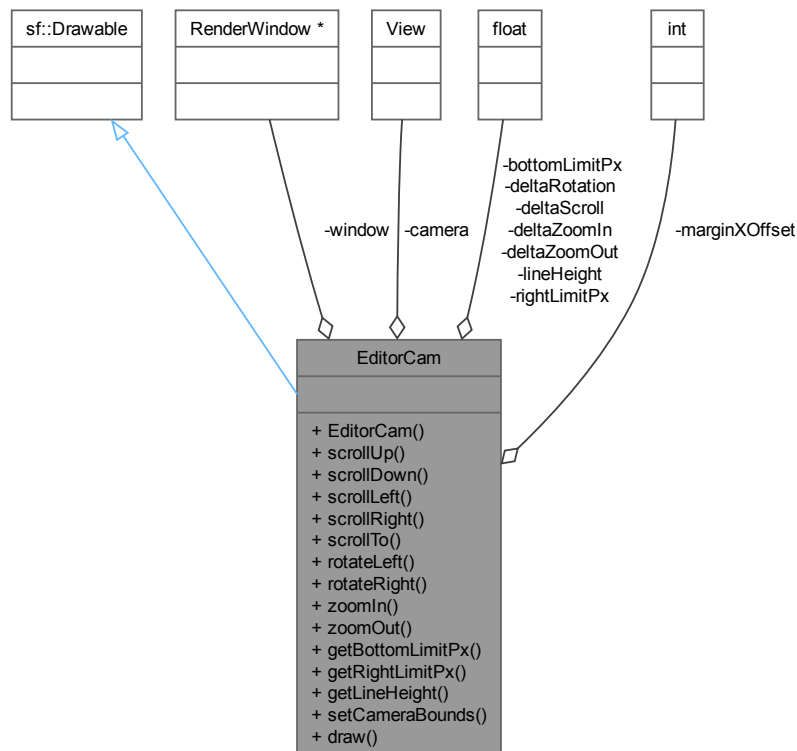 sf::Drawable
RenderWindow *
View
float
int
-window
-camera
-bottomLimitPx
-deltaRotation
-deltaScroll
-deltaZoomIn
-deltaZoomOut
-lineHeight
-rightLimitPx
-marginXOffset
EditorCam
+ EditorCam()
+ scrollUp()
+ scrollDown()
+ scrollLeft()
+ scrollRight()
+ scrollTo()
+ rotateLeft()
+ rotateRight()
+ zoomIn()
+ zoomOut()
+ getBottomLimitPx()
+ getRightLimitPx()
+ getLineHeight()
+ setCameraBounds()
+ draw()